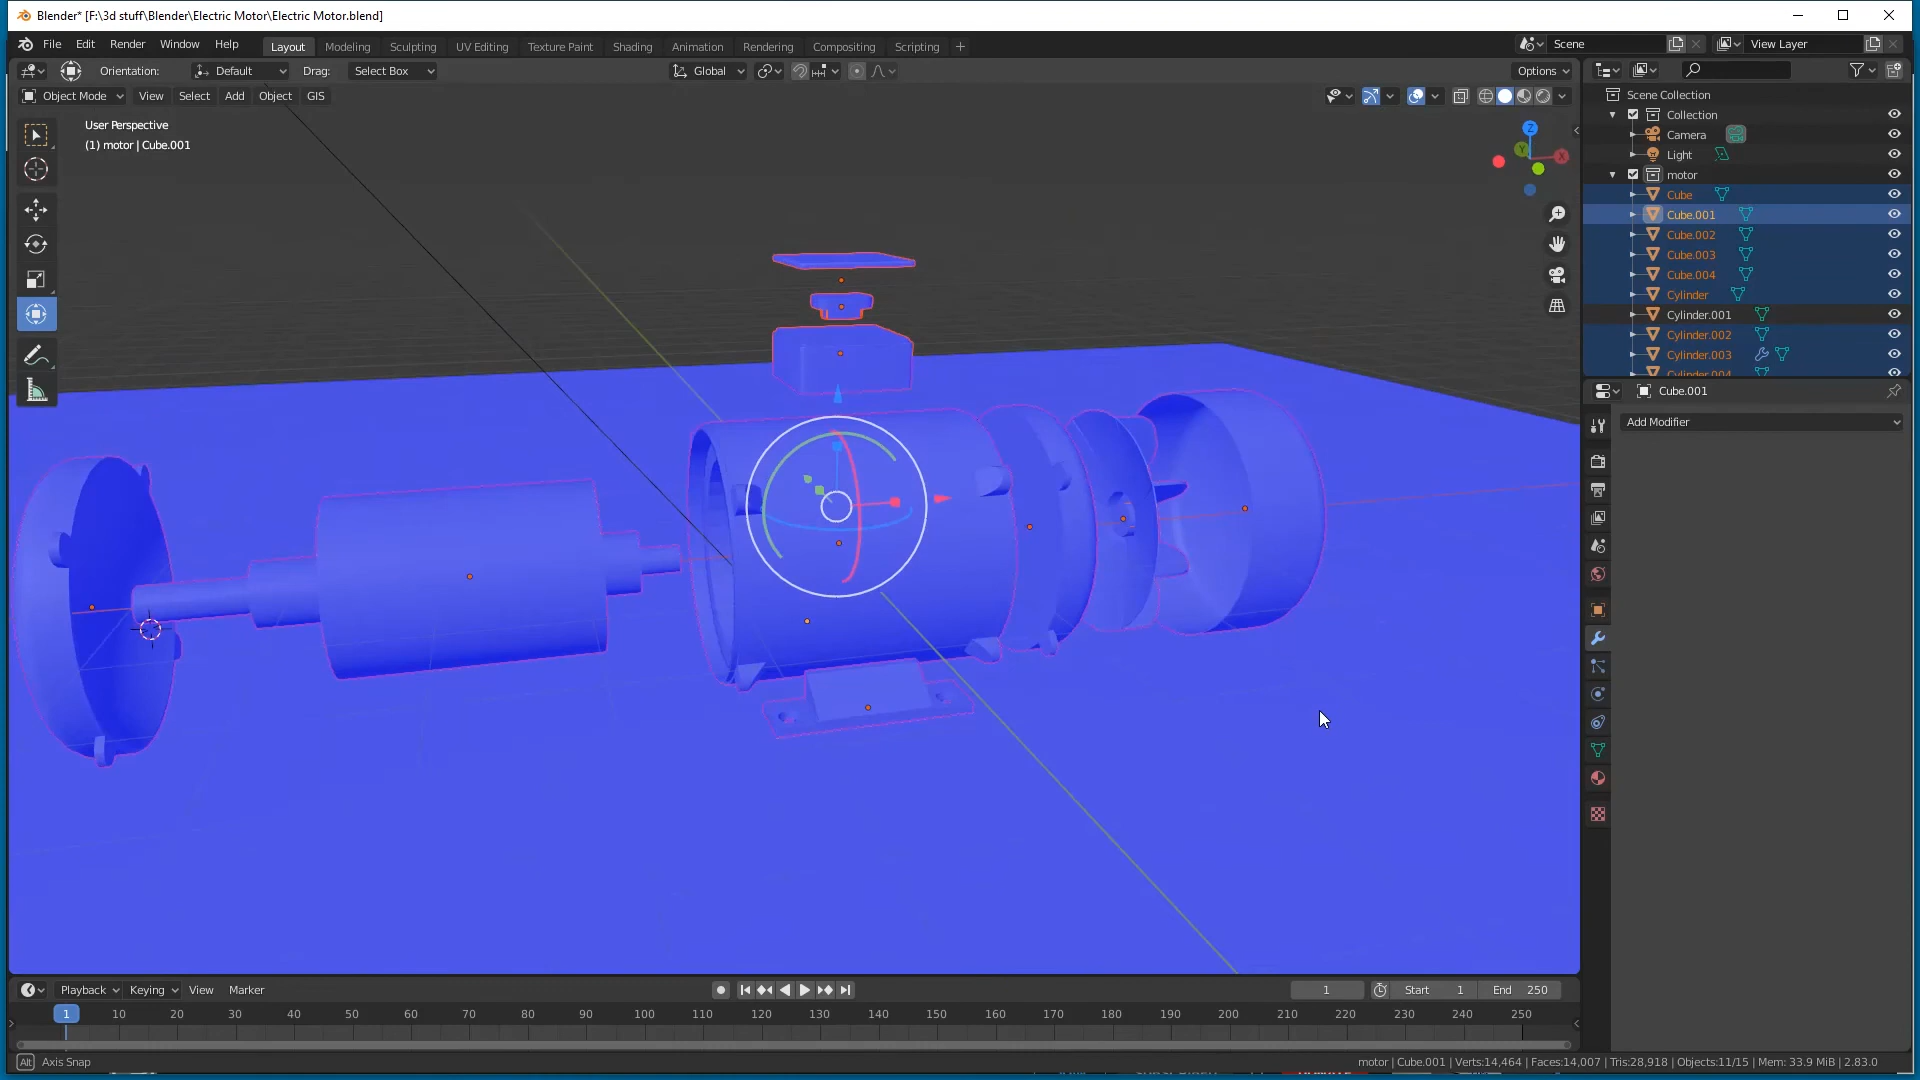 Blender* [F:\3d stuff\Blender\Electric Motor\Electric Motor.blend]
File Edit Render Window Help Layout Modeling Sculpting UV Editing Texture Paint Shading Animation Rendering Compositing Scripting + Scene View Layer
Orientation: Default Drag: Select Box Global Options
Object Mode View Select Add Object GIS
User Perspective
(1) motor | Cube.001
Z
Y
X
Scene Collection
Collection
Camera
Light
motor
Cube
Cube.001
Cube.002
Cube.003
Cube.004
Cylinder
Cylinder.001
Cylinder.002
Cylinder.003
Cylinder.004
Cube.001
Add Modifier
Playback Keying View Marker 1 Start 1 End 250
1 10 20 30 40 50 60 70 80 90 100 110 120 130 140 150 160 170 180 190 200 210 220 230 240 250
Alt Axis Snap
motor | Cube.001 | Verts:14,464 | Faces:14,007 | Tris:28,918 | Objects:11/15 | Mem: 33.9 MiB | 2.83.0